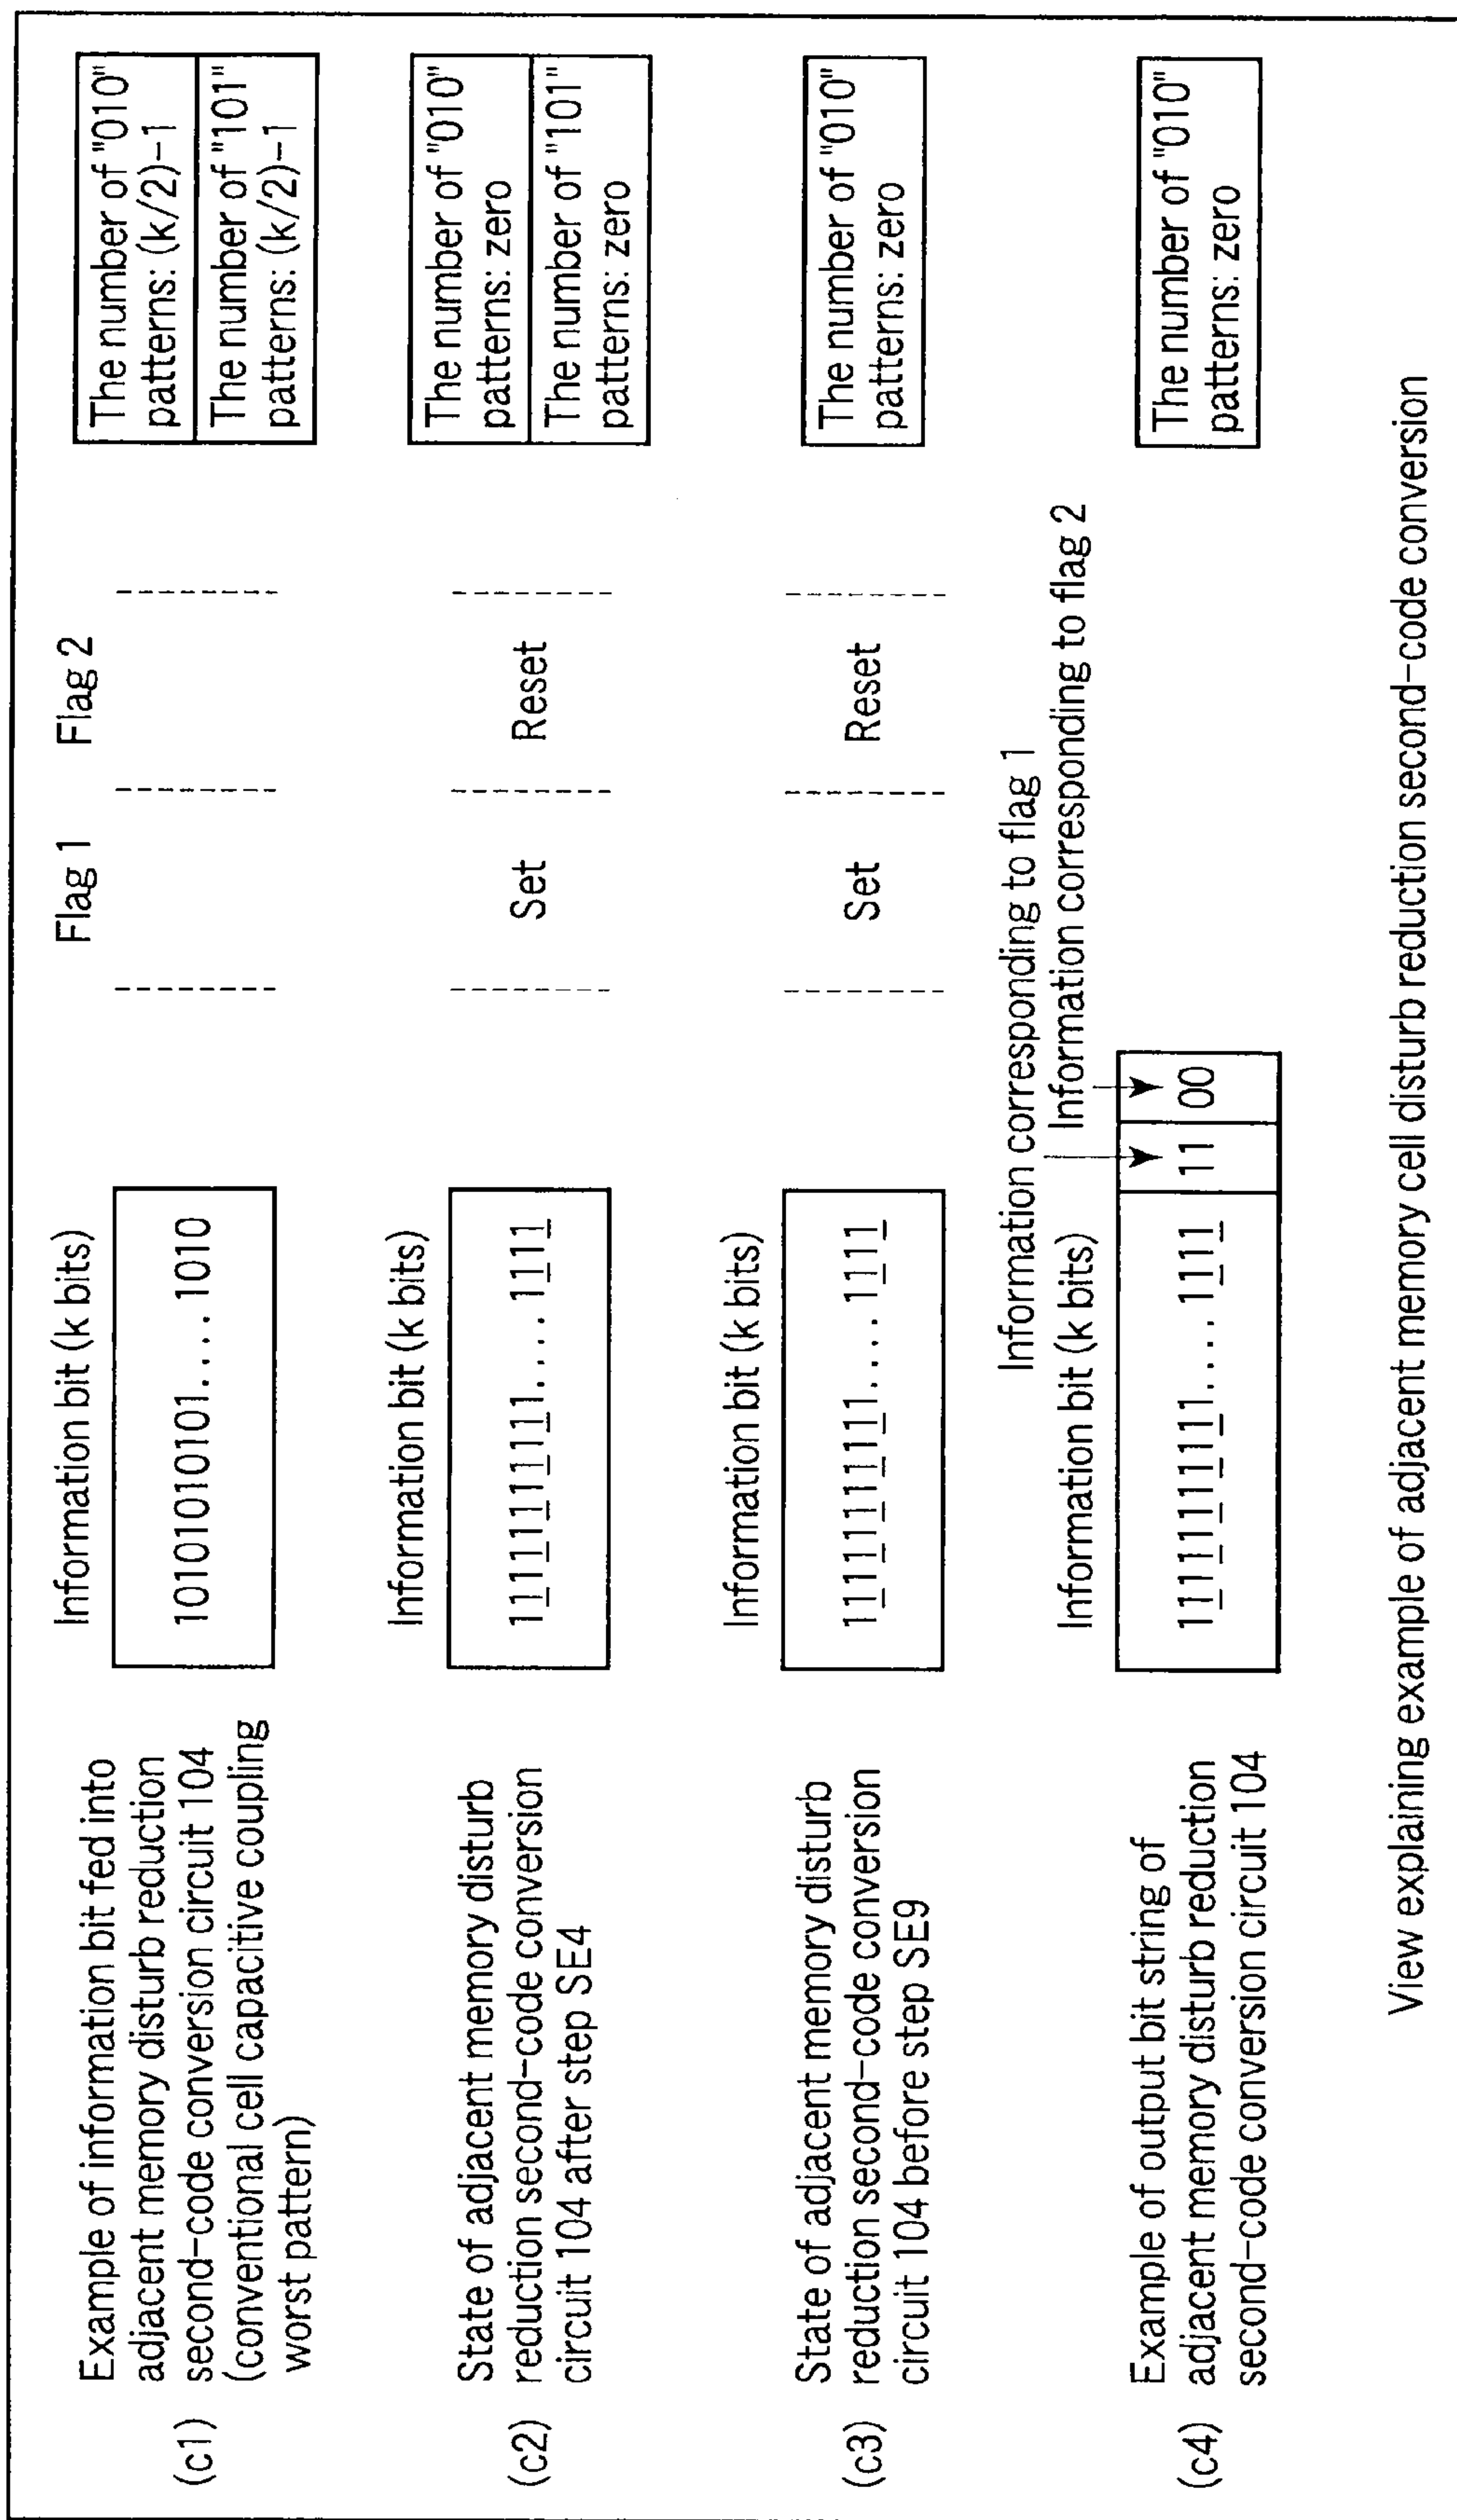 Flag 1
Flag 2
(c1)
Example of information bit fed into
adjacent memory disturb reduction
second-code conversion circuit 104
(conventional cell capacitive coupling
worst pattern)
Information bit (k bits)
1010101010101.... 1010
The number of "010"
patterns: (k/2)-1
The number of "101"
patterns: (k/2)-1
(c2)
State of adjacent memory disturb
reduction second-code conversion
circuit 104 after step SE4
Information bit (k bits)
1111111111111.... 1111
Set
Reset
The number of "010"
patterns: zero
The number of "101"
patterns: zero
(c3)
State of adjacent memory disturb
reduction second-code conversion
circuit 104 before step SE9
Information bit (k bits)
1111111111111.... 1111
Set
Reset
The number of "010"
patterns: zero
Information corresponding to flag 1
Information corresponding to flag 2
(c4)
Example of output bit string of
adjacent memory disturb reduction
second-code conversion circuit 104
Information bit (k bits)
1111111111111.... 1111
11
00
The number of "010"
patterns: zero
View explaining example of adjacent memory cell disturb reduction second-code conversion